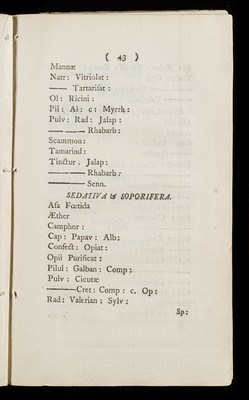 ( 43 )
Mannæ
Natr: Vitriolat:
—— Tartarisat:
Ol: Ricini:
Pil: Al: c: Myrrh:
Pulv: Rad: Jalap:
—— —— Rhabarb:
Scammon:
Tamarind:
Tinctur. Jalap:
——— Rhabarb:
——— Senn.
SEDATIVA & SOPORIFERA.
Asa Fœtida
Æther
Camphor:
Cap: Papav: Alb:
Confect: Opiat:
Opii Purificat:
Pilul: Galban: Comp:
Pulv: Cicutæ
———Cret: Comp: c. Op:
Rad: Valerian: Sylv:
Sp: